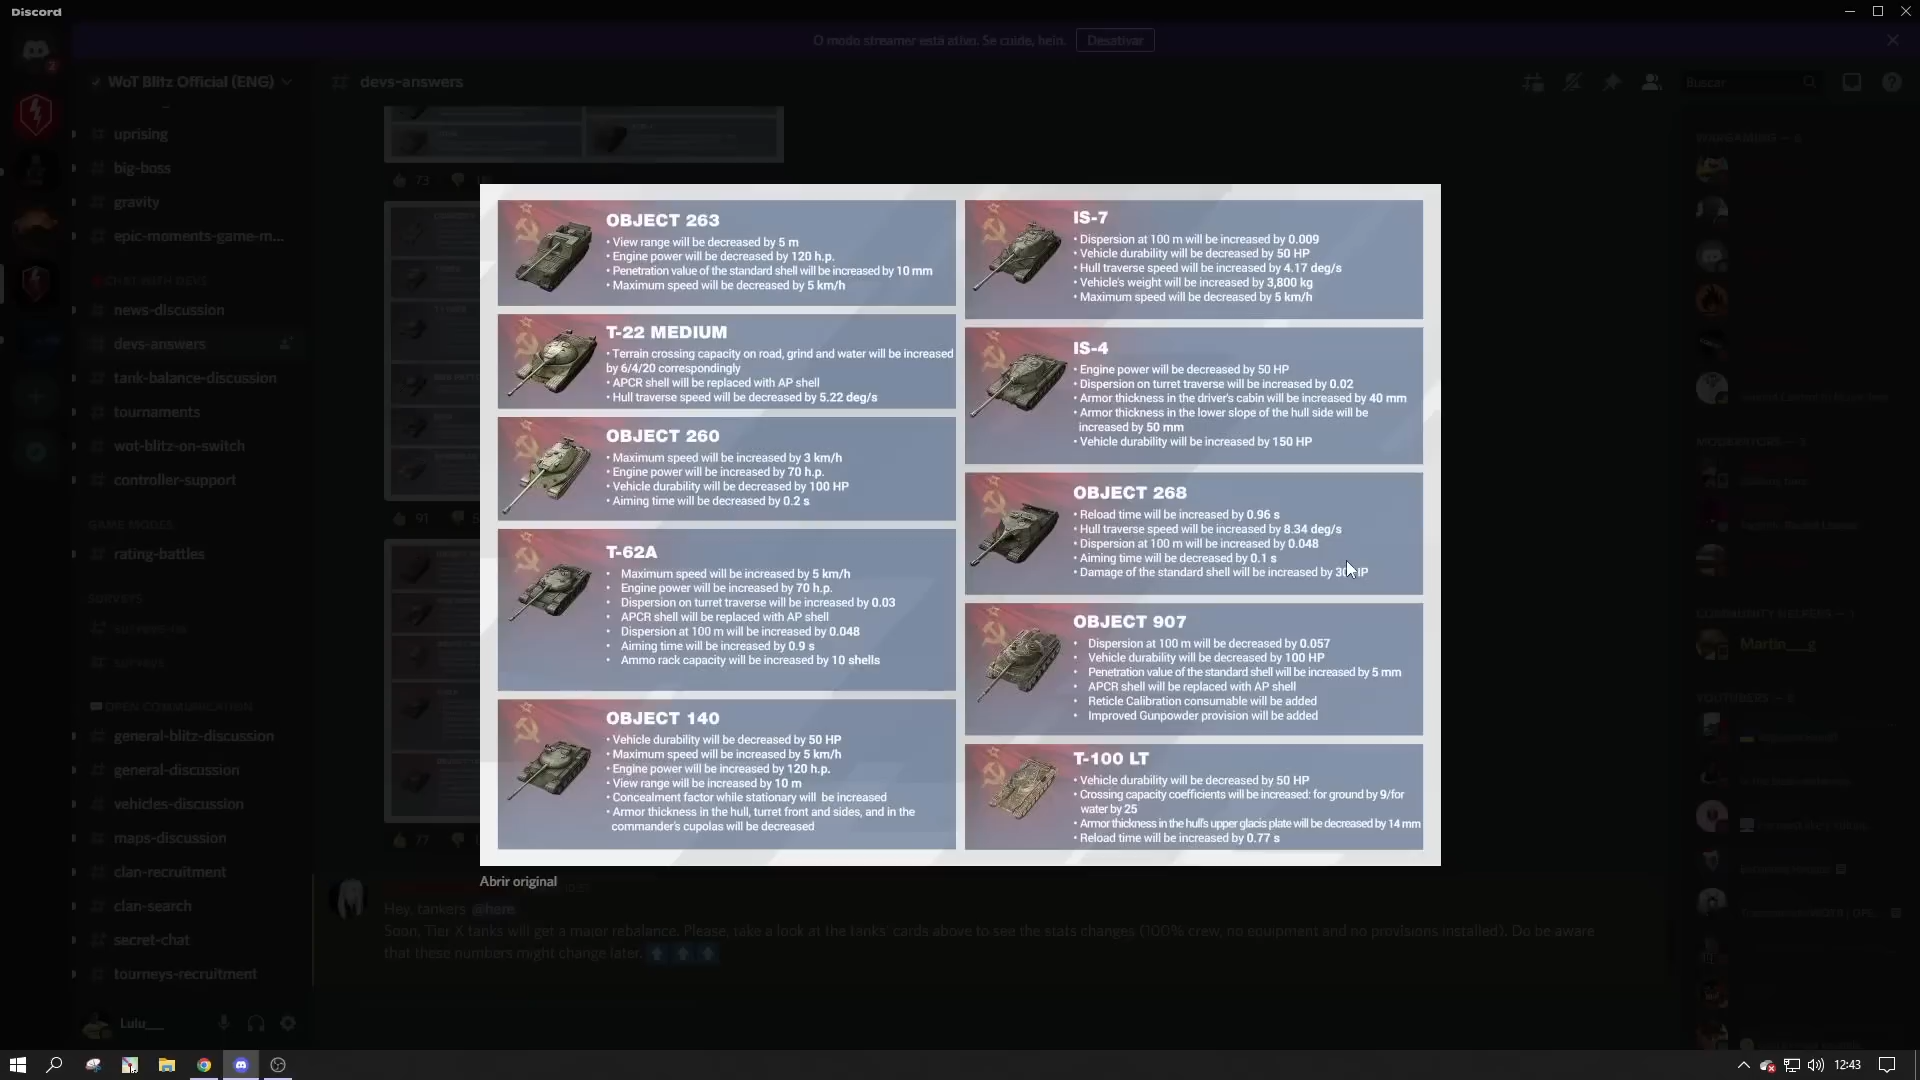 Discord
O modo streamer está ativo. Se cuide, hein.
Desativar
WoT Blitz Official (ENG)
devs-answers
Buscar
uprising
big-boss
gravity
epic-moments-game-m...
CHAT WITH DEVS
news-discussion
devs-answers
tank-balance-discussion
tournaments
wot-blitz-on-switch
controller-support
GAME MODES
rating-battles
SURVEYS
surveys
OPEN COMMUNICATION
general-blitz-discussion
general-discussion
vehicles-discussion
maps-discussion
clan-recruitment
clan-search
secret-chat
tourneys-recruitment
Lulu___
73
91
77
OBJECT 263
• View range will be decreased by 5 m
• Engine power will be decreased by 120 h.p.
• Penetration value of the standard shell will be increased by 10 mm
• Maximum speed will be decreased by 5 km/h
T-22 MEDIUM
• Terrain crossing capacity on road, grind and water will be increased
by 6/4/20 correspondingly
• APCR shell will be replaced with AP shell
• Hull traverse speed will be decreased by 5.22 deg/s
OBJECT 260
• Maximum speed will be increased by 3 km/h
• Engine power will be increased by 70 h.p.
• Vehicle durability will be decreased by 100 HP
• Aiming time will be decreased by 0.2 s
T-62A
• Maximum speed will be increased by 5 km/h
• Engine power will be increased by 70 h.p.
• Dispersion on turret traverse will be increased by 0.03
• APCR shell will be replaced with AP shell
• Dispersion at 100 m will be increased by 0.048
• Aiming time will be increased by 0.9 s
• Ammo rack capacity will be increased by 10 shells
OBJECT 140
• Vehicle durability will be decreased by 50 HP
• Maximum speed will be increased by 5 km/h
• Engine power will be increased by 120 h.p.
• View range will be increased by 10 m
• Concealment factor while stationary will be increased
• Armor thickness in the hull, turret front and sides, and in the
commander's cupolas will be decreased
IS-7
• Dispersion at 100 m will be increased by 0.009
• Vehicle durability will be decreased by 50 HP
• Hull traverse speed will be increased by 4.17 deg/s
• Vehicle's weight will be increased by 3,800 kg
• Maximum speed will be decreased by 5 km/h
IS-4
• Engine power will be decreased by 50 HP
• Dispersion on turret traverse will be increased by 0.02
• Armor thickness in the driver's cabin will be increased by 40 mm
• Armor thickness in the lower slope of the hull side will be
increased by 50 mm
• Vehicle durability will be increased by 150 HP
OBJECT 268
• Reload time will be increased by 0.96 s
• Hull traverse speed will be increased by 8.34 deg/s
• Dispersion at 100 m will be increased by 0.048
• Aiming time will be decreased by 0.1 s
• Damage of the standard shell will be increased by
OBJECT 907
• Dispersion at 100 m will be decreased by 0.057
• Vehicle durability will be decreased by 100 HP
• Penetration value of the standard shell will be increased by 5 mm
• APCR shell will be replaced with AP shell
• Reticle Calibration consumable will be added
• Improved Gunpowder provision will be added
T-100 LT
• Vehicle durability will be decreased by 50 HP
• Crossing capacity coefficients will be increased: for ground by 9/for
water by 25
• Armor thickness in the hull's upper glacis plate will be decreased by 14 mm
• Reload time will be increased by 0.77 s
Abrir original
Hey, tankers @here
Soon, Tier X tanks will get a major rebalance. Please, take a look at the tanks' cards above to see the stats changes (100% crew, no equipment and no provisions installed). Do be aware
that these numbers might change later.
WARGAMING — 6
MODERATORS — 3
COMMUNITY HELPERS — 1
Martin___g
YOUTUBERS — 8
12:43